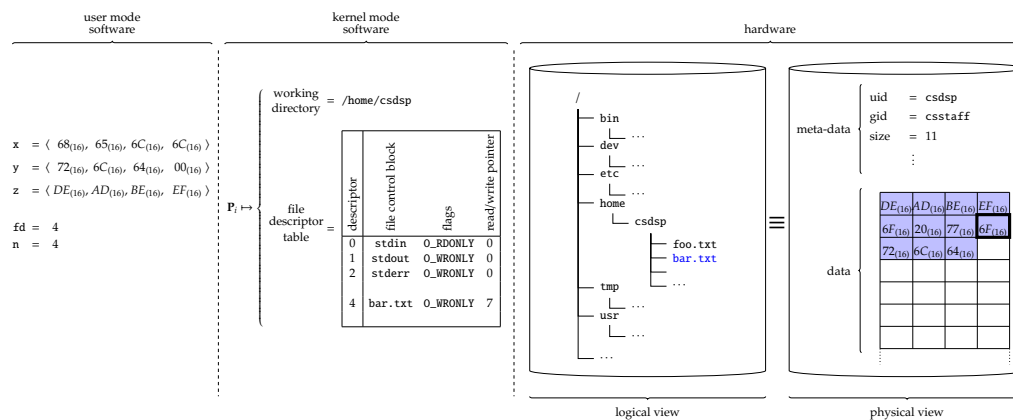 user mode
software
kernel mode
software
hardware
x = ⟨ 68(16), 65(16), 6C(16), 6C(16) ⟩
y = ⟨ 72(16), 6C(16), 64(16), 00(16) ⟩
z = ⟨ DE(16), AD(16), BE(16), EF(16) ⟩
fd = 4
n = 4
Pi ↦
working
directory = /home/csdsp
file
descriptor
table =
descriptor file control block flags read/write pointer
0 stdin O_RDONLY 0
1 stdout O_WRONLY 0
2 stderr O_WRONLY 0
4 bar.txt O_WRONLY 7
/
bin
...
dev
...
etc
...
home
csdsp
foo.txt
bar.txt
...
tmp
...
usr
...
...
≡
meta-data
uid = csdsp
gid = csstaff
size = 11
⋮
data
DE(16) AD(16) BE(16) EF(16)
6F(16) 20(16) 77(16) 6F(16)
72(16) 6C(16) 64(16)
logical view
physical view